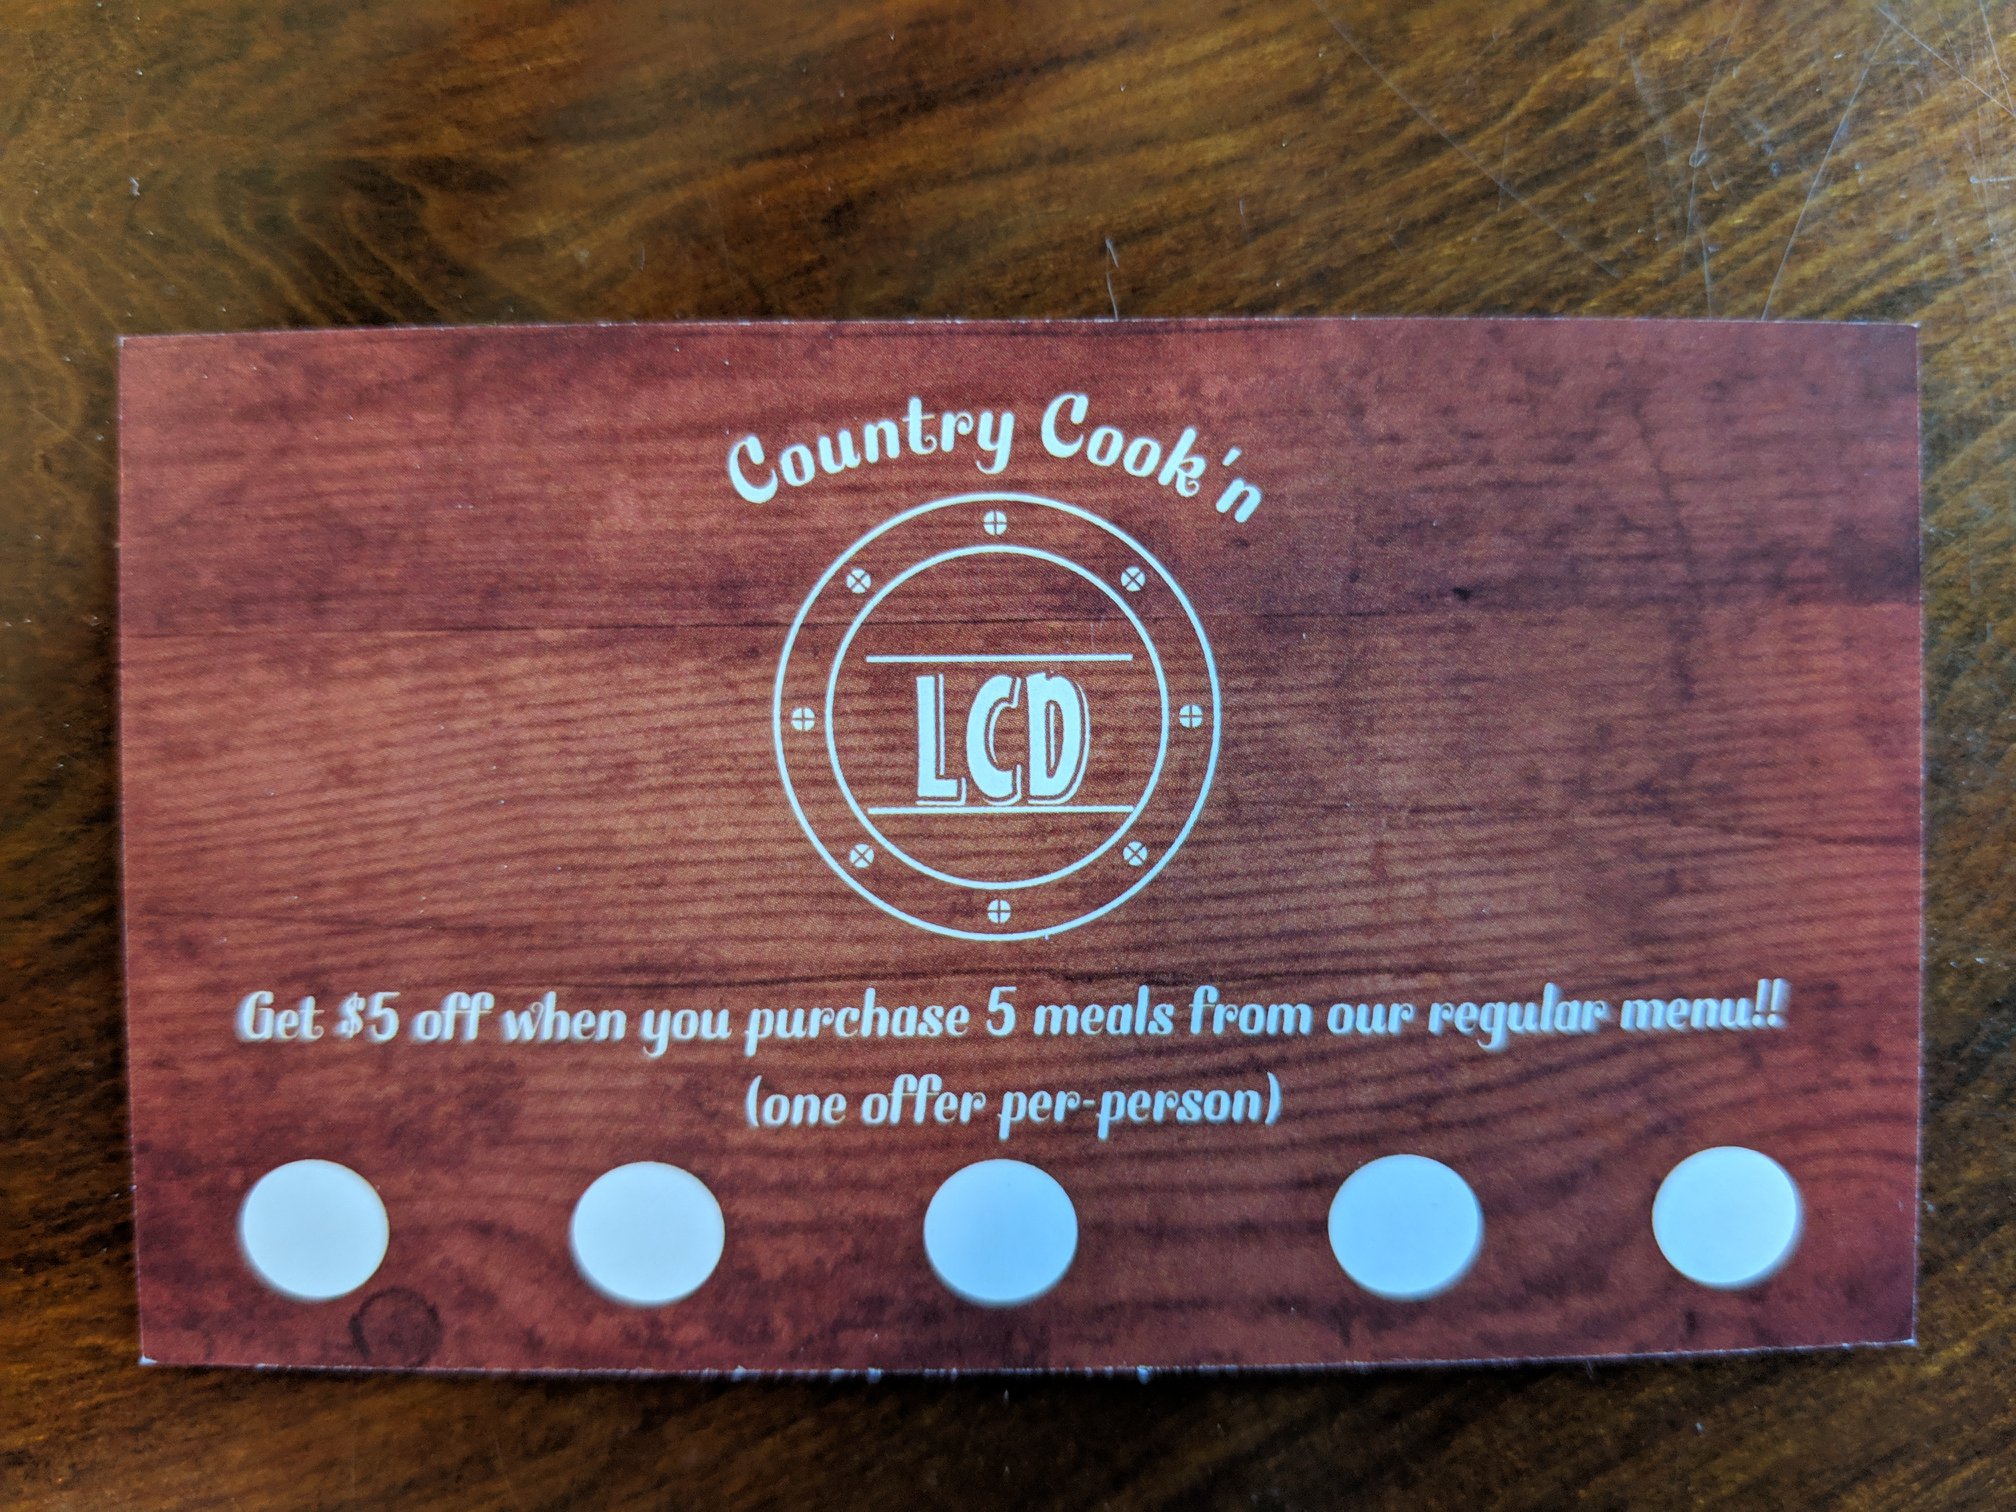 Country Cook'n
LCD
Get $5 off when you purchase 5 meals from our regular menu!!
(one offer per-person)